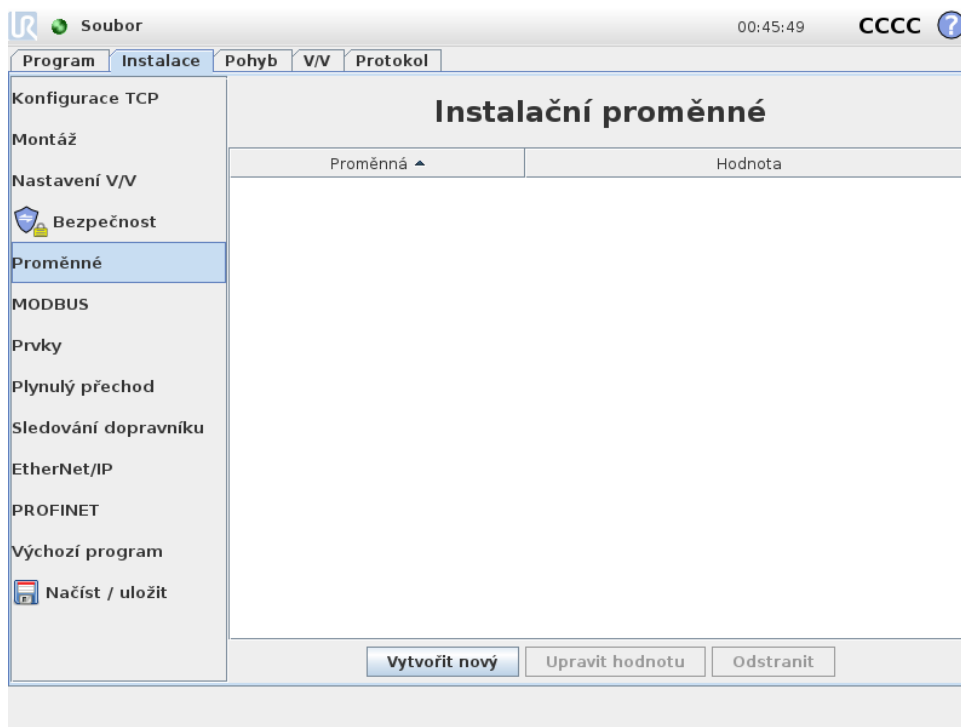 UR Soubor 00:45:49 CCCC ?
Program Instalace Pohyb V/V Protokol
Konfigurace TCP
Montáž
Nastavení V/V
Bezpečnost
Proměnné
MODBUS
Prvky
Plynulý přechod
Sledování dopravníku
EtherNet/IP
PROFINET
Výchozí program
Načíst / uložit
Instalační proměnné
Proměnná Hodnota
Vytvořit nový Upravit hodnotu Odstranit